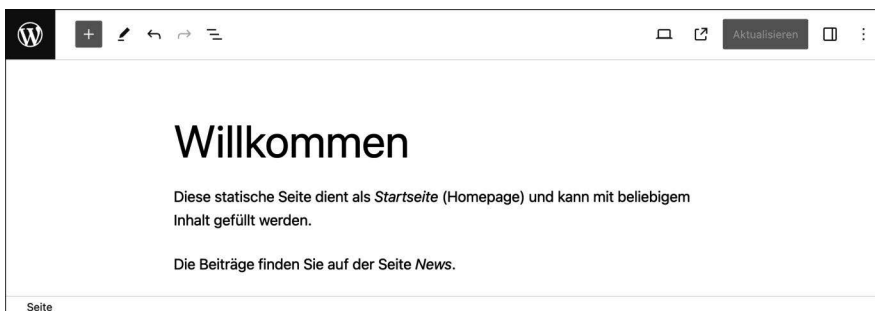 Aktualisieren
Willkommen
Diese statische Seite dient als Startseite (Homepage) und kann mit beliebigem
Inhalt gefüllt werden.
Die Beiträge finden Sie auf der Seite News.
Seite